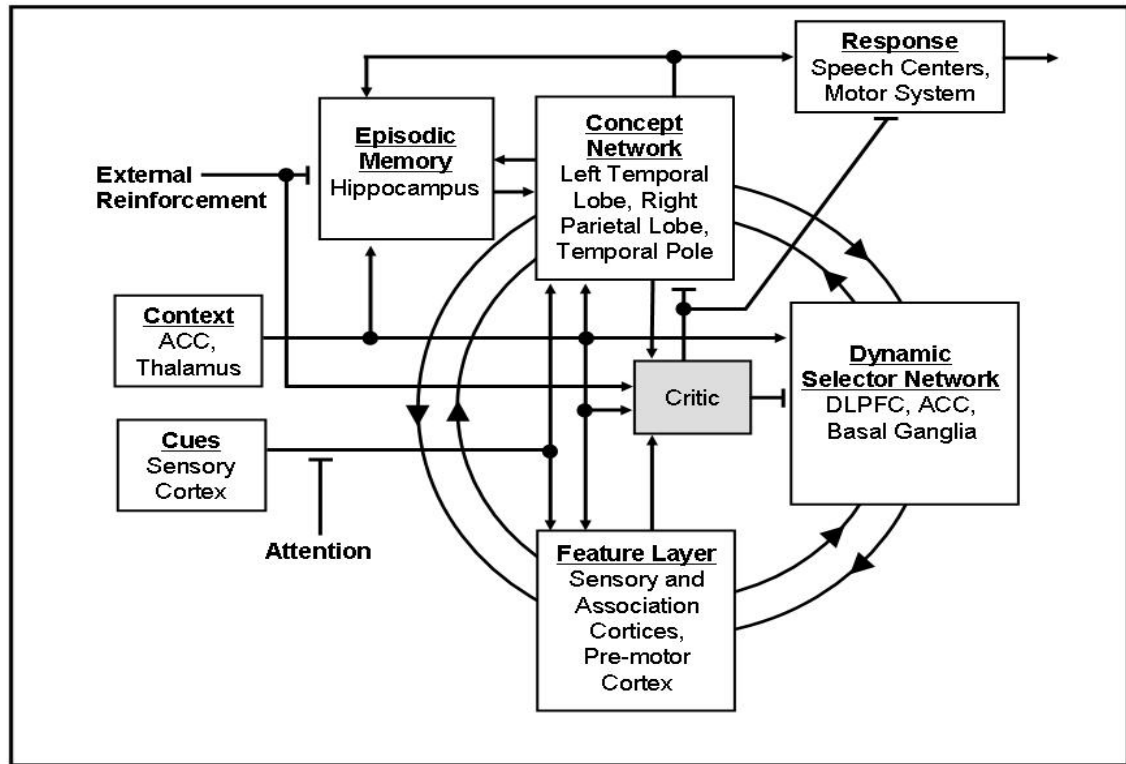 Response
Speech Centers,
Motor System
Episodic
Memory
Hippocampus
Concept
Network
Left Temporal
Lobe, Right
Parietal Lobe,
Temporal Pole
External
Reinforcement
Context
ACC,
Thalamus
Critic
Dynamic
Selector Network
DLPFC, ACC,
Basal Ganglia
Cues
Sensory
Cortex
Attention
Feature Layer
Sensory and
Association
Cortices,
Pre-motor
Cortex